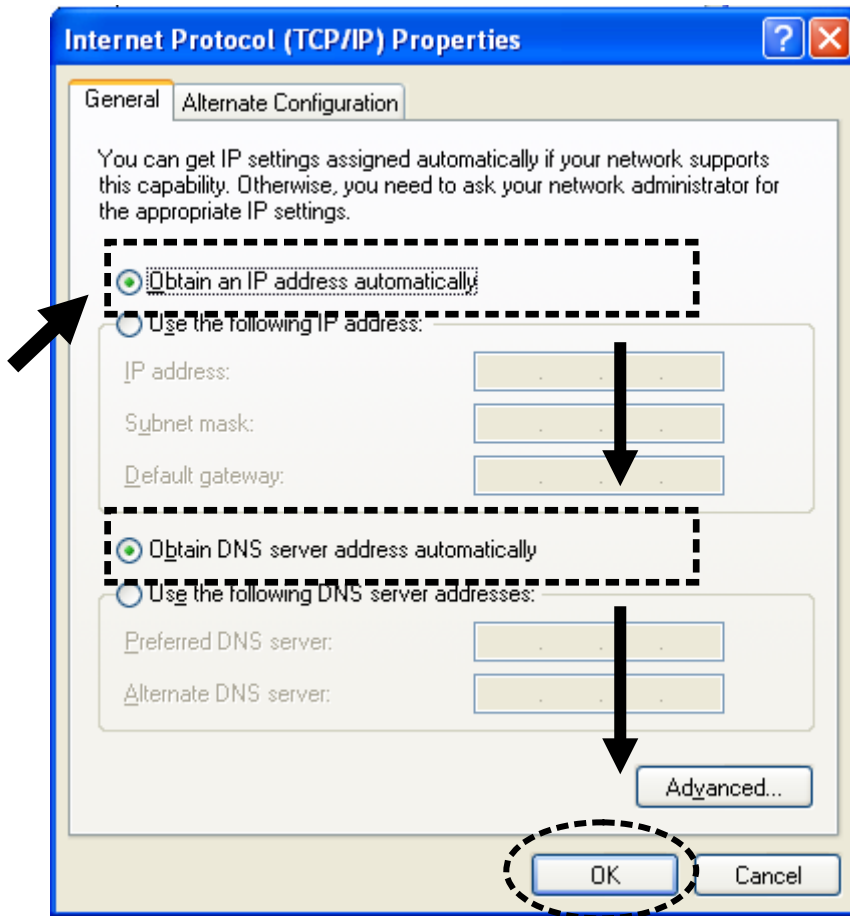 Internet Protocol (TCP/IP) Properties
General
Alternate Configuration
You can get IP settings assigned automatically if your network supports
this capability. Otherwise, you need to ask your network administrator for
the appropriate IP settings.
Obtain an IP address automatically
Use the following IP address:
IP address:
Subnet mask:
Default gateway:
Obtain DNS server address automatically
Use the following DNS server addresses:
Preferred DNS server:
Alternate DNS server:
Advanced...
OK
Cancel